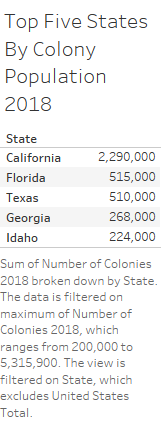 Top Five States
By Colony
Population
2018
State
California 2,290,000
Florida 515,000
Texas 510,000
Georgia 268,000
Idaho 224,000
Sum of Number of Colonies
2018 broken down by State.
The data is filtered on
maximum of Number of
Colonies 2018, which
ranges from 200,000 to
5,315,900. The view is
filtered on State, which
excludes United States
Total.